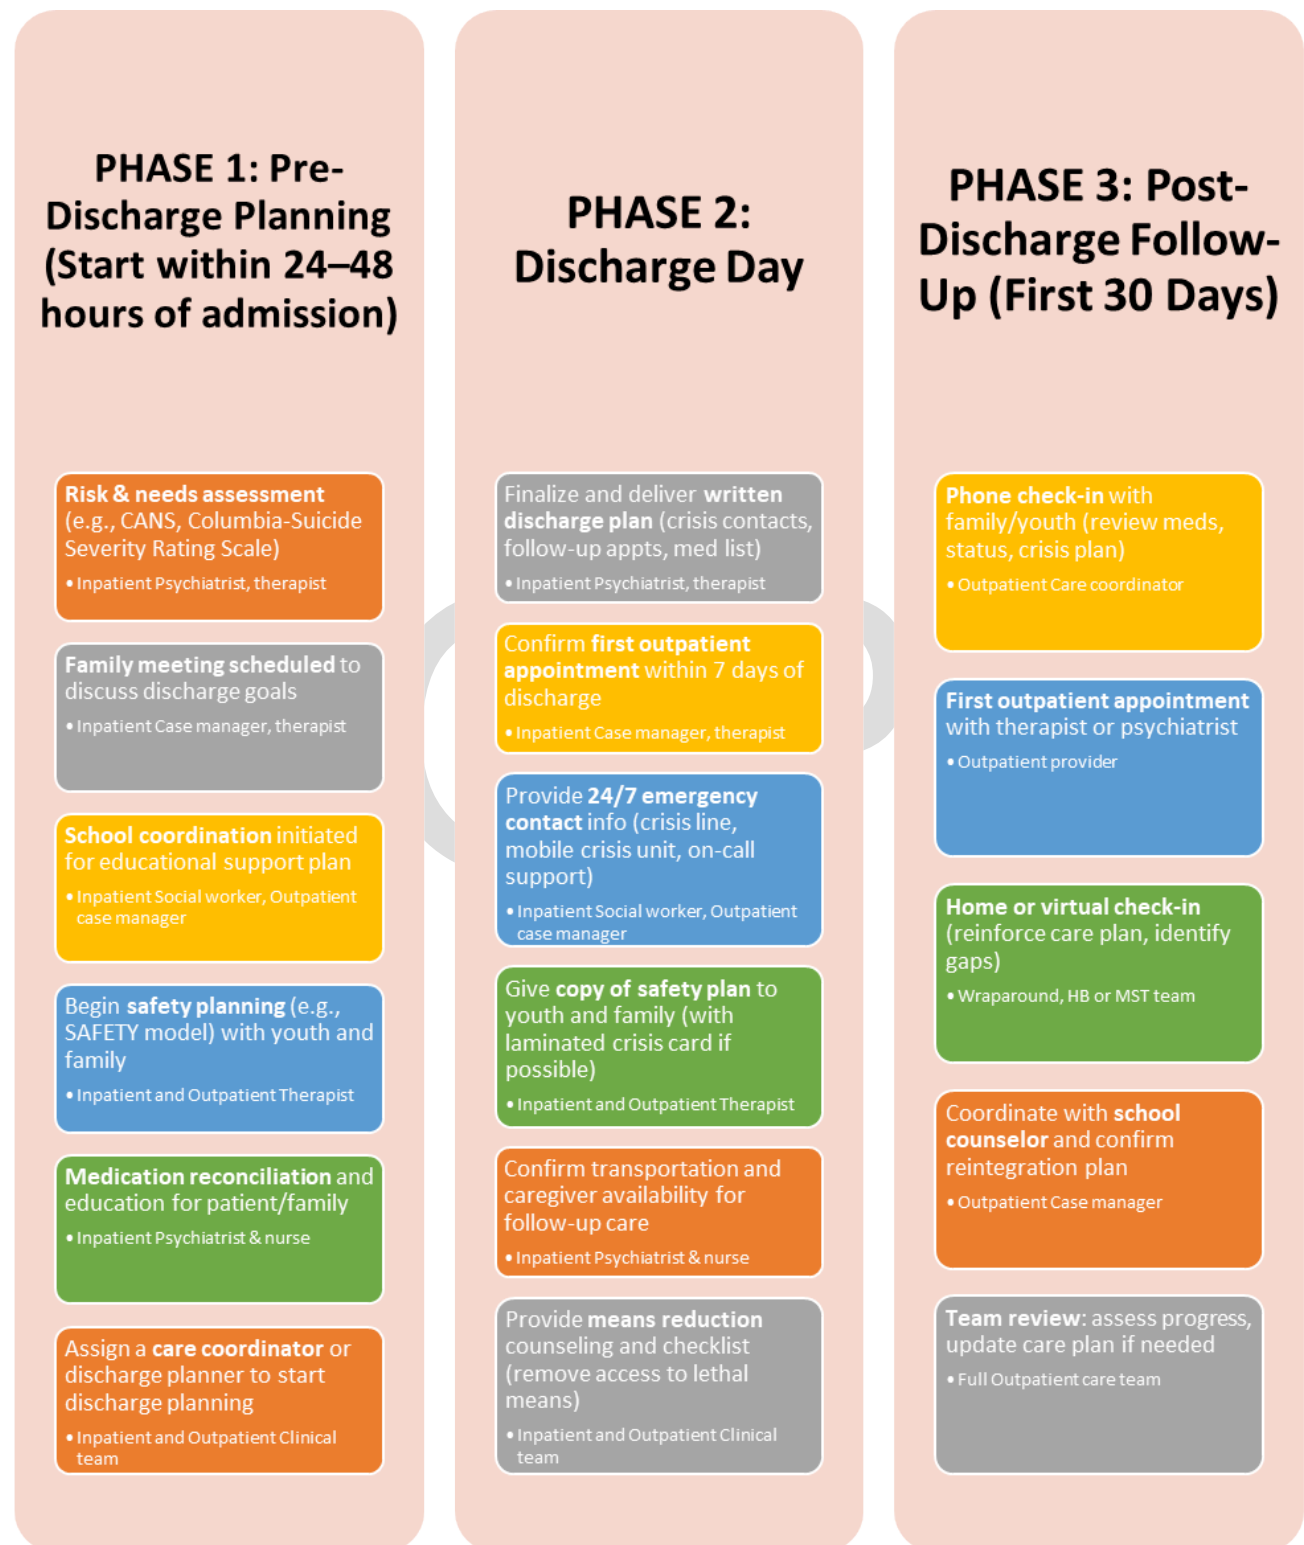 PHASE 1: Pre-
Discharge Planning
(Start within 24–48
hours of admission)
Risk & needs assessment
(e.g., CANS, Columbia-Suicide
Severity Rating Scale)
• Inpatient Psychiatrist, therapist
Family meeting scheduled to
discuss discharge goals
• Inpatient Case manager, therapist
School coordination initiated
for educational support plan
• Inpatient Social worker, Outpatient
case manager
Begin safety planning (e.g.,
SAFETY model) with youth and
family
• Inpatient and Outpatient Therapist
Medication reconciliation and
education for patient/family
• Inpatient Psychiatrist & nurse
Assign a care coordinator or
discharge planner to start
discharge planning
• Inpatient and Outpatient Clinical
team
PHASE 2:
Discharge Day
Finalize and deliver written
discharge plan (crisis contacts,
follow-up appts, med list)
• Inpatient Psychiatrist, therapist
Confirm first outpatient
appointment within 7 days of
discharge
• Inpatient Case manager, therapist
Provide 24/7 emergency
contact info (crisis line,
mobile crisis unit, on-call
support)
• Inpatient Social worker, Outpatient
case manager
Give copy of safety plan to
youth and family (with
laminated crisis card if
possible)
• Inpatient and Outpatient Therapist
Confirm transportation and
caregiver availability for
follow-up care
• Inpatient Psychiatrist & nurse
Provide means reduction
counseling and checklist
(remove access to lethal
means)
• Inpatient and Outpatient Clinical
team
PHASE 3: Post-
Discharge Follow-
Up (First 30 Days)
Phone check-in with
family/youth (review meds,
status, crisis plan)
• Outpatient Care coordinator
First outpatient appointment
with therapist or psychiatrist
• Outpatient provider
Home or virtual check-in
(reinforce care plan, identify
gaps)
• Wraparound, HB or MST team
Coordinate with school
counselor and confirm
reintegration plan
• Outpatient Case manager
Team review: assess progress,
update care plan if needed
• Full Outpatient care team